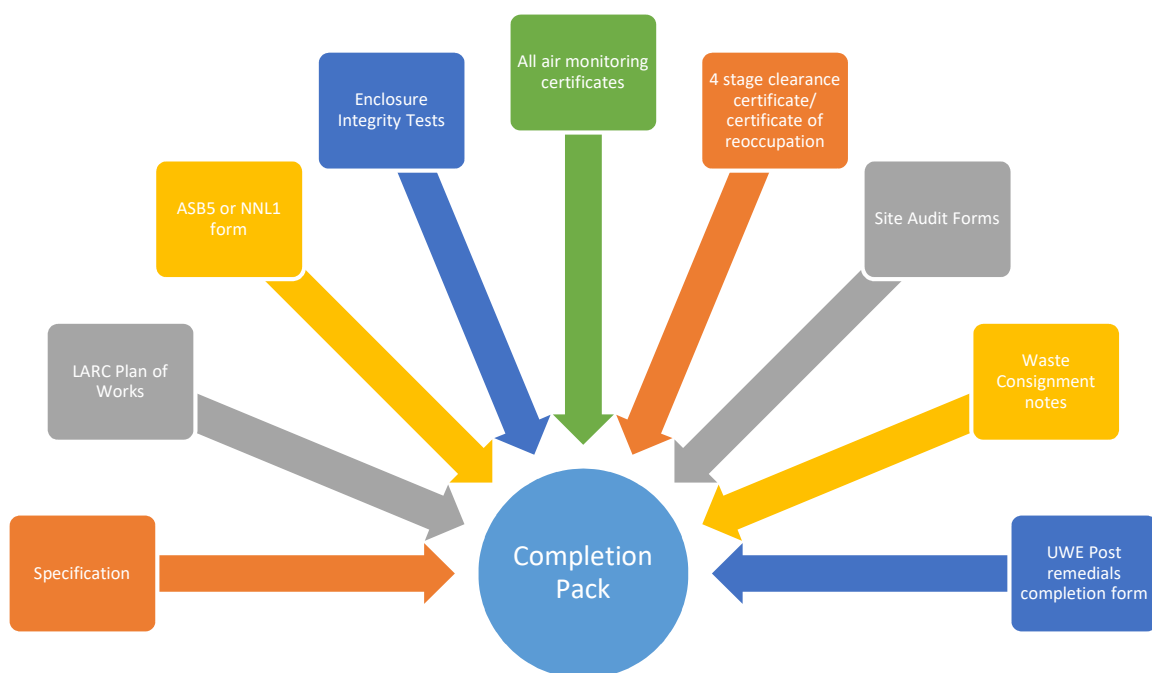 All air monitoring
certificates
4 stage clearance
certificate/
certificate of
reoccupation
Enclosure
Integrity Tests
Site Audit Forms
ASB5 or NNL1
form
LARC Plan of
Works
Waste
Consignment
notes
Specification
Completion
Pack
UWE Post
remedials
completion form